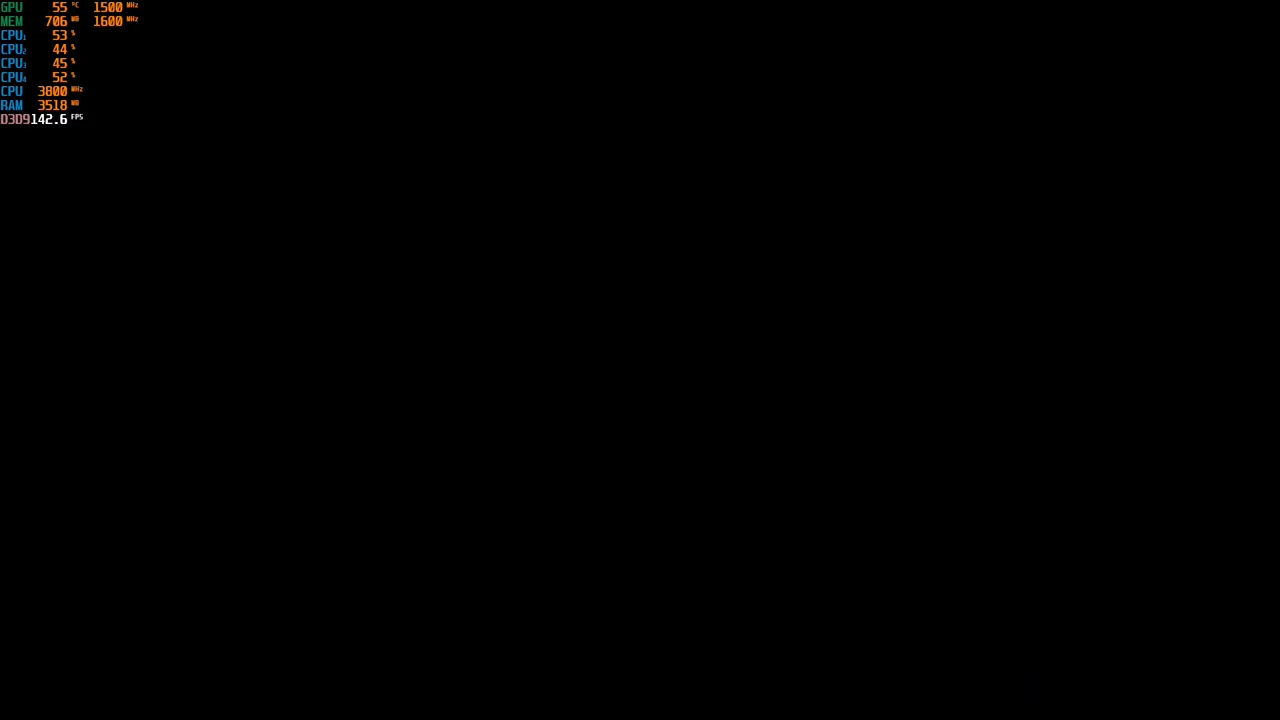 GPU 55 °C 1500 MHz
MEM 706 MB 1600 MHz
CPU1 53 %
CPU2 44 %
CPU3 45 %
CPU4 52 %
CPU 3800 MHz
RAM 3518 MB
D3D9 142.6 FPS